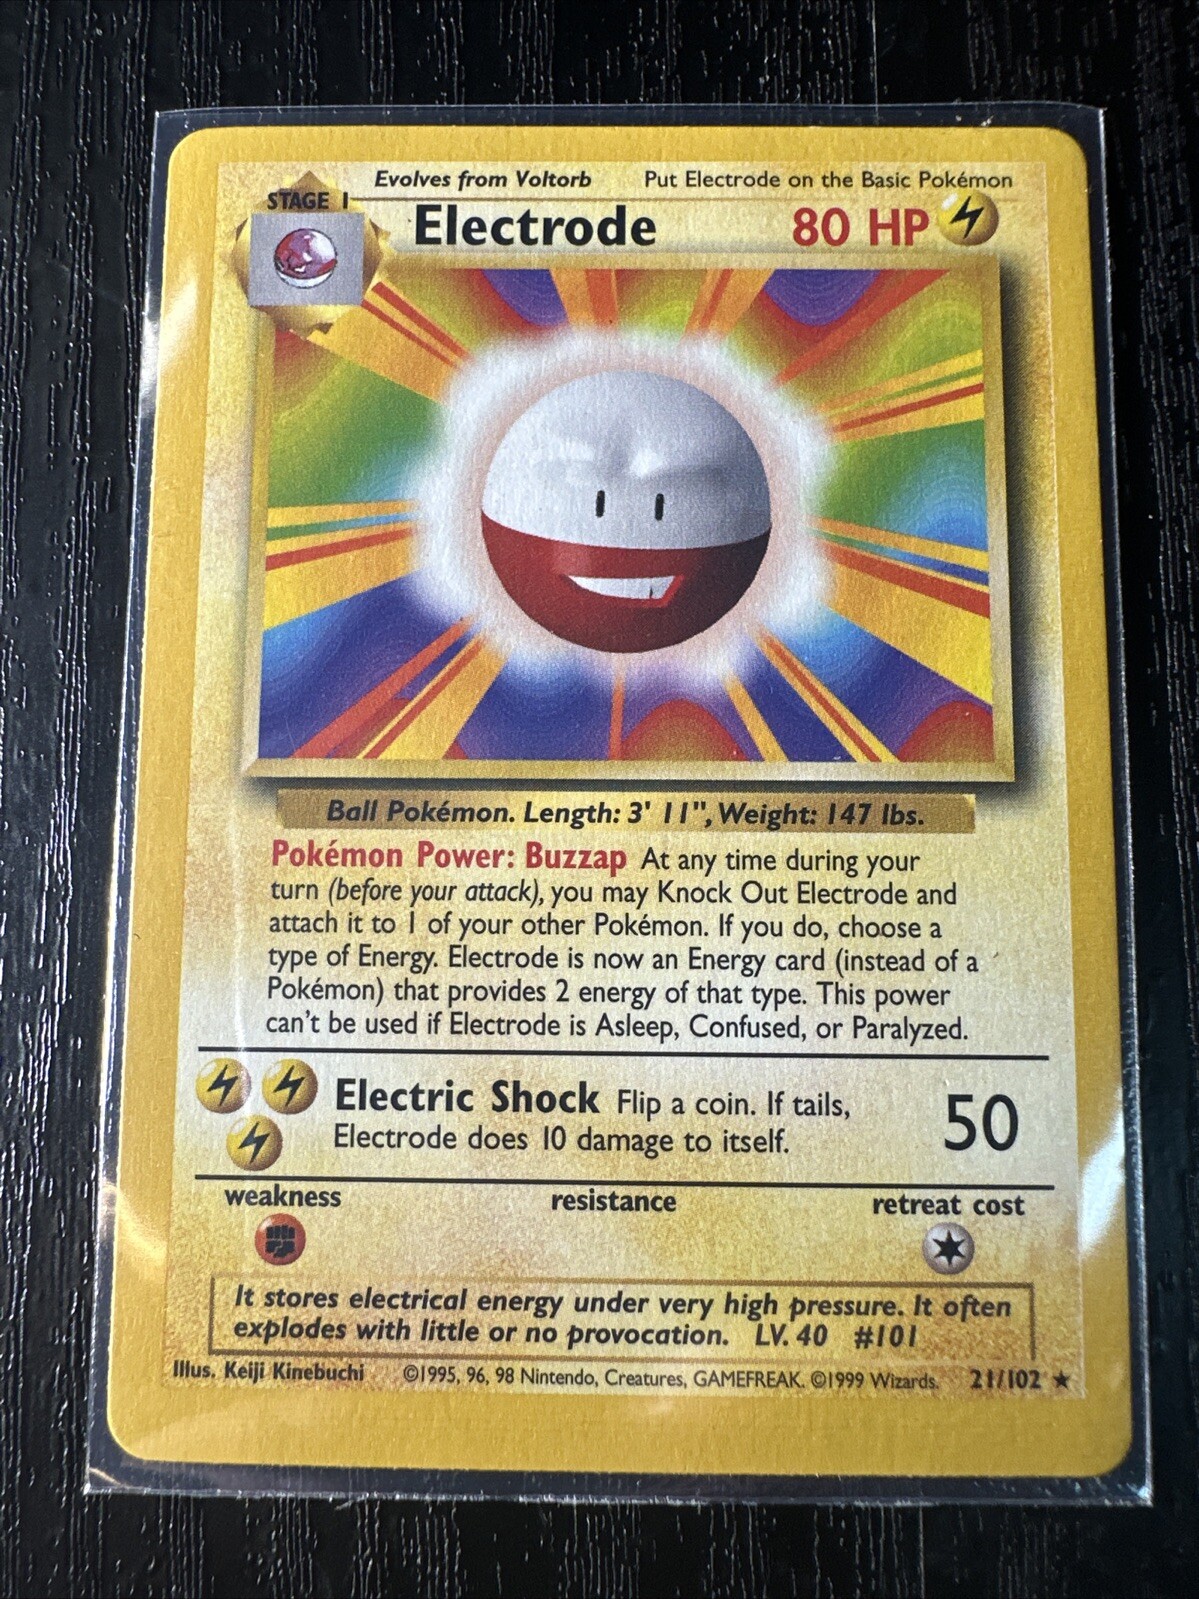 Evolves from Voltorb Put Electrode on the Basic Pokémon
STAGE 1
Electrode 80 HP
Ball Pokémon. Length: 3' 11", Weight: 147 lbs.
Pokémon Power: Buzzap At any time during your
turn (before your attack), you may Knock Out Electrode and
attach it to 1 of your other Pokémon. If you do, choose a
type of Energy. Electrode is now an Energy card (instead of a
Pokémon) that provides 2 energy of that type. This power
can't be used if Electrode is Asleep, Confused, or Paralyzed.
Electric Shock Flip a coin. If tails,
Electrode does 10 damage to itself.
50
weakness resistance retreat cost
It stores electrical energy under very high pressure. It often
explodes with little or no provocation. LV. 40 #101
Illus. Keiji Kinebuchi ©1995, 96, 98 Nintendo, Creatures, GAMEFREAK. ©1999 Wizards. 21/102 ★